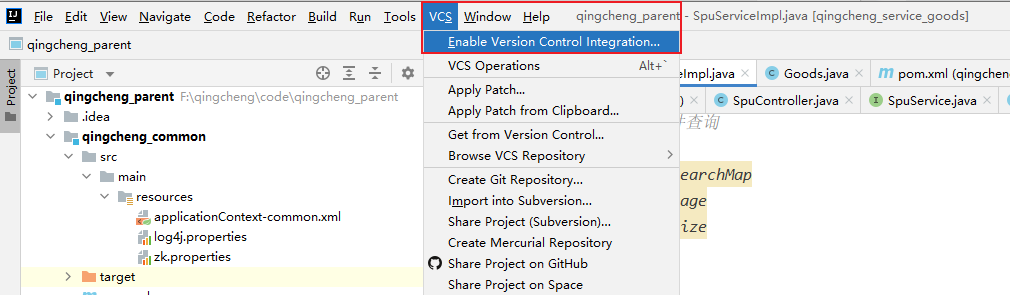 File Edit View Navigate Code Refactor Build Run Tools VCS Window Help qingcheng_parent - SpuServiceImpl.java [qingcheng_service_goods]
qingcheng_parent
Enable Version Control Integration...
Project
Project
VCS Operations Alt+`
eImpl.java Goods.java pom.xml (qingchen
qingcheng_parent F:\qingcheng\code\qingcheng_parent
Apply Patch...
.idea
Apply Patch from Clipboard...
) SpuController.java SpuService.java
qingcheng_common
Get from Version Control...
查询
src
Browse VCS Repository
main
Create Git Repository...
earchMap
resources
Import into Subversion...
age
applicationContext-common.xml
Share Project (Subversion)...
ize
log4j.properties
Create Mercurial Repository
zk.properties
Share Project on GitHub
target
Share Project on Space